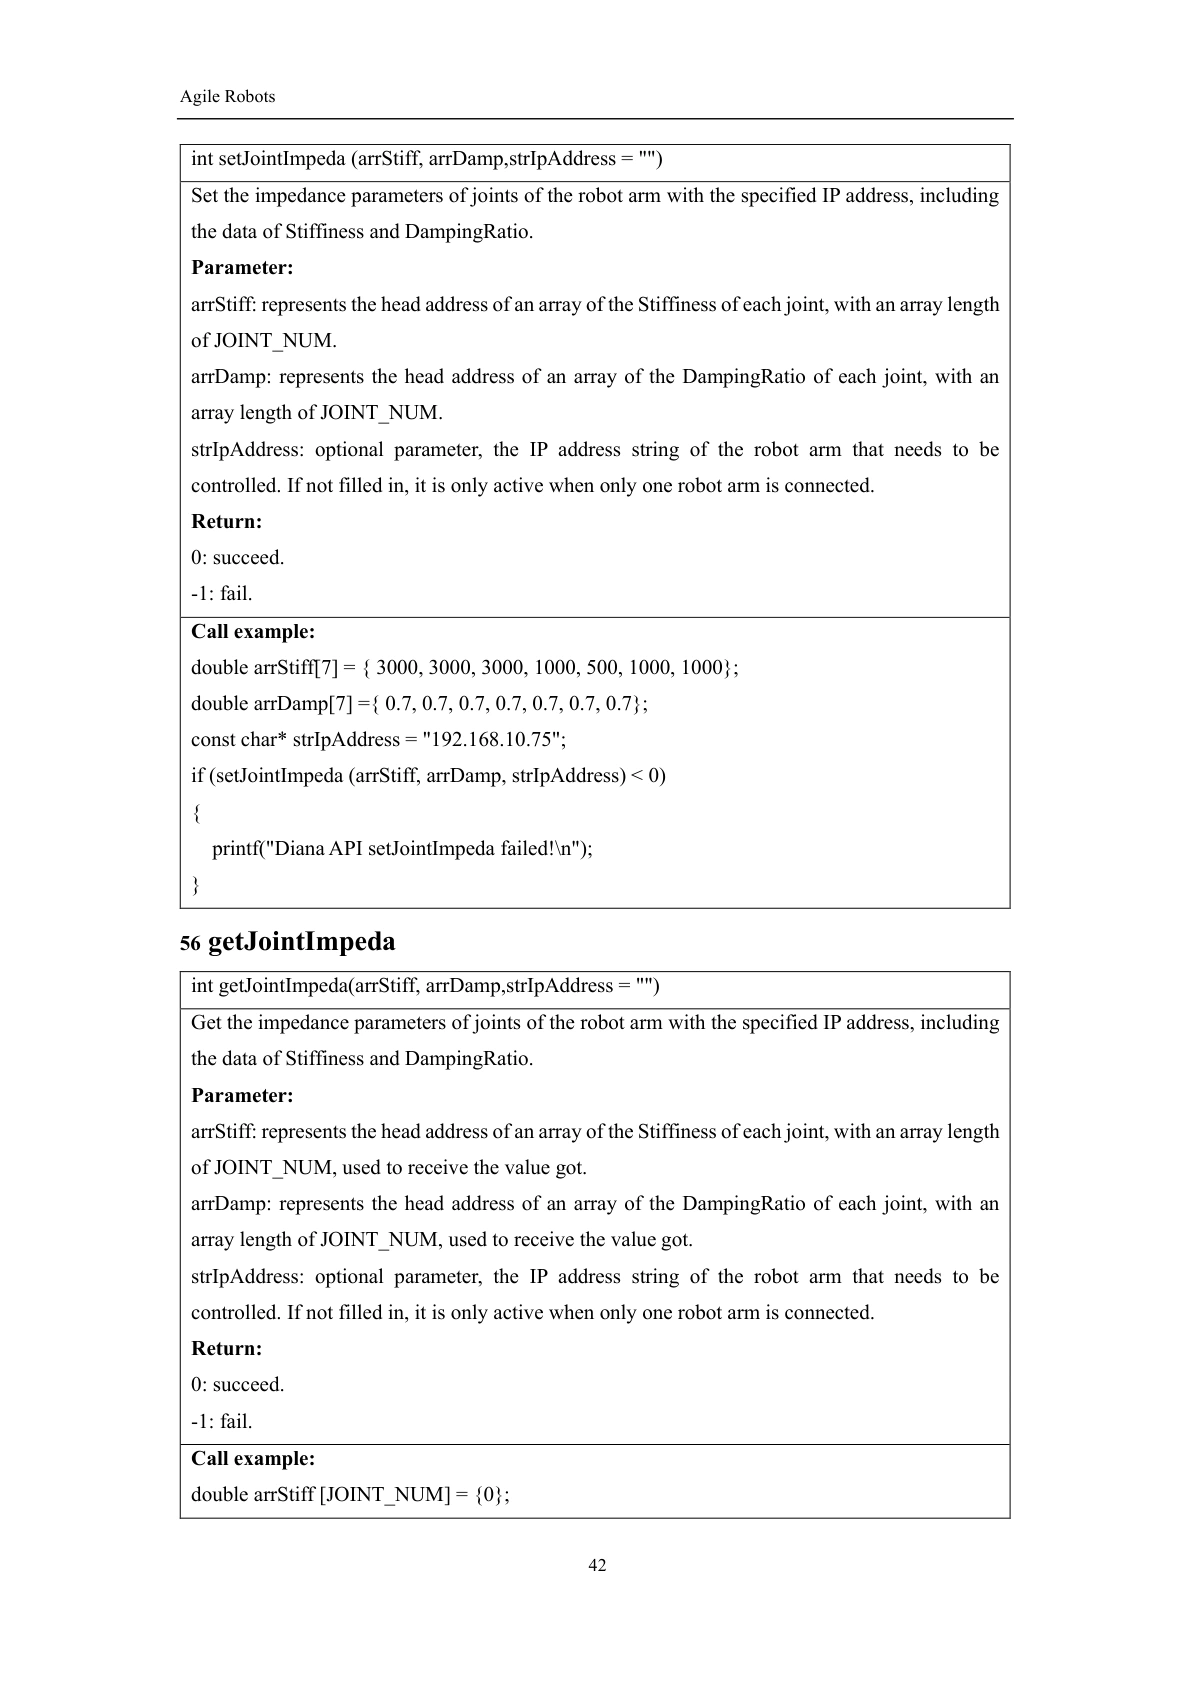 Agile Robots
int setJointImpeda (arrStiff, arrDamp,strIpAddress = "")
Set the impedance parameters of joints of the robot arm with the specified IP address, including
the data of Stiffiness and DampingRatio.
Parameter:
arrStiff: represents the head address of an array of the Stiffiness of each joint, with an array length
of JOINT_NUM.
arrDamp: represents the head address of an array of the DampingRatio of each joint, with an
array length of JOINT_NUM.
strIpAddress: optional parameter, the IP address string of the robot arm that needs to be
controlled. If not filled in, it is only active when only one robot arm is connected.
Return:
0: succeed.
-1: fail.
Call example:
double arrStiff[7] = { 3000, 3000, 3000, 1000, 500, 1000, 1000};
double arrDamp[7] ={ 0.7, 0.7, 0.7, 0.7, 0.7, 0.7, 0.7};
const char* strIpAddress = "192.168.10.75";
if (setJointImpeda (arrStiff, arrDamp, strIpAddress) < 0)
{
printf("Diana API setJointImpeda failed!\n");
}
56 getJointImpeda
int getJointImpeda(arrStiff, arrDamp,strIpAddress = "")
Get the impedance parameters of joints of the robot arm with the specified IP address, including
the data of Stiffiness and DampingRatio.
Parameter:
arrStiff: represents the head address of an array of the Stiffiness of each joint, with an array length
of JOINT_NUM, used to receive the value got.
arrDamp: represents the head address of an array of the DampingRatio of each joint, with an
array length of JOINT_NUM, used to receive the value got.
strIpAddress: optional parameter, the IP address string of the robot arm that needs to be
controlled. If not filled in, it is only active when only one robot arm is connected.
Return:
0: succeed.
-1: fail.
Call example:
double arrStiff [JOINT_NUM] = {0};
42